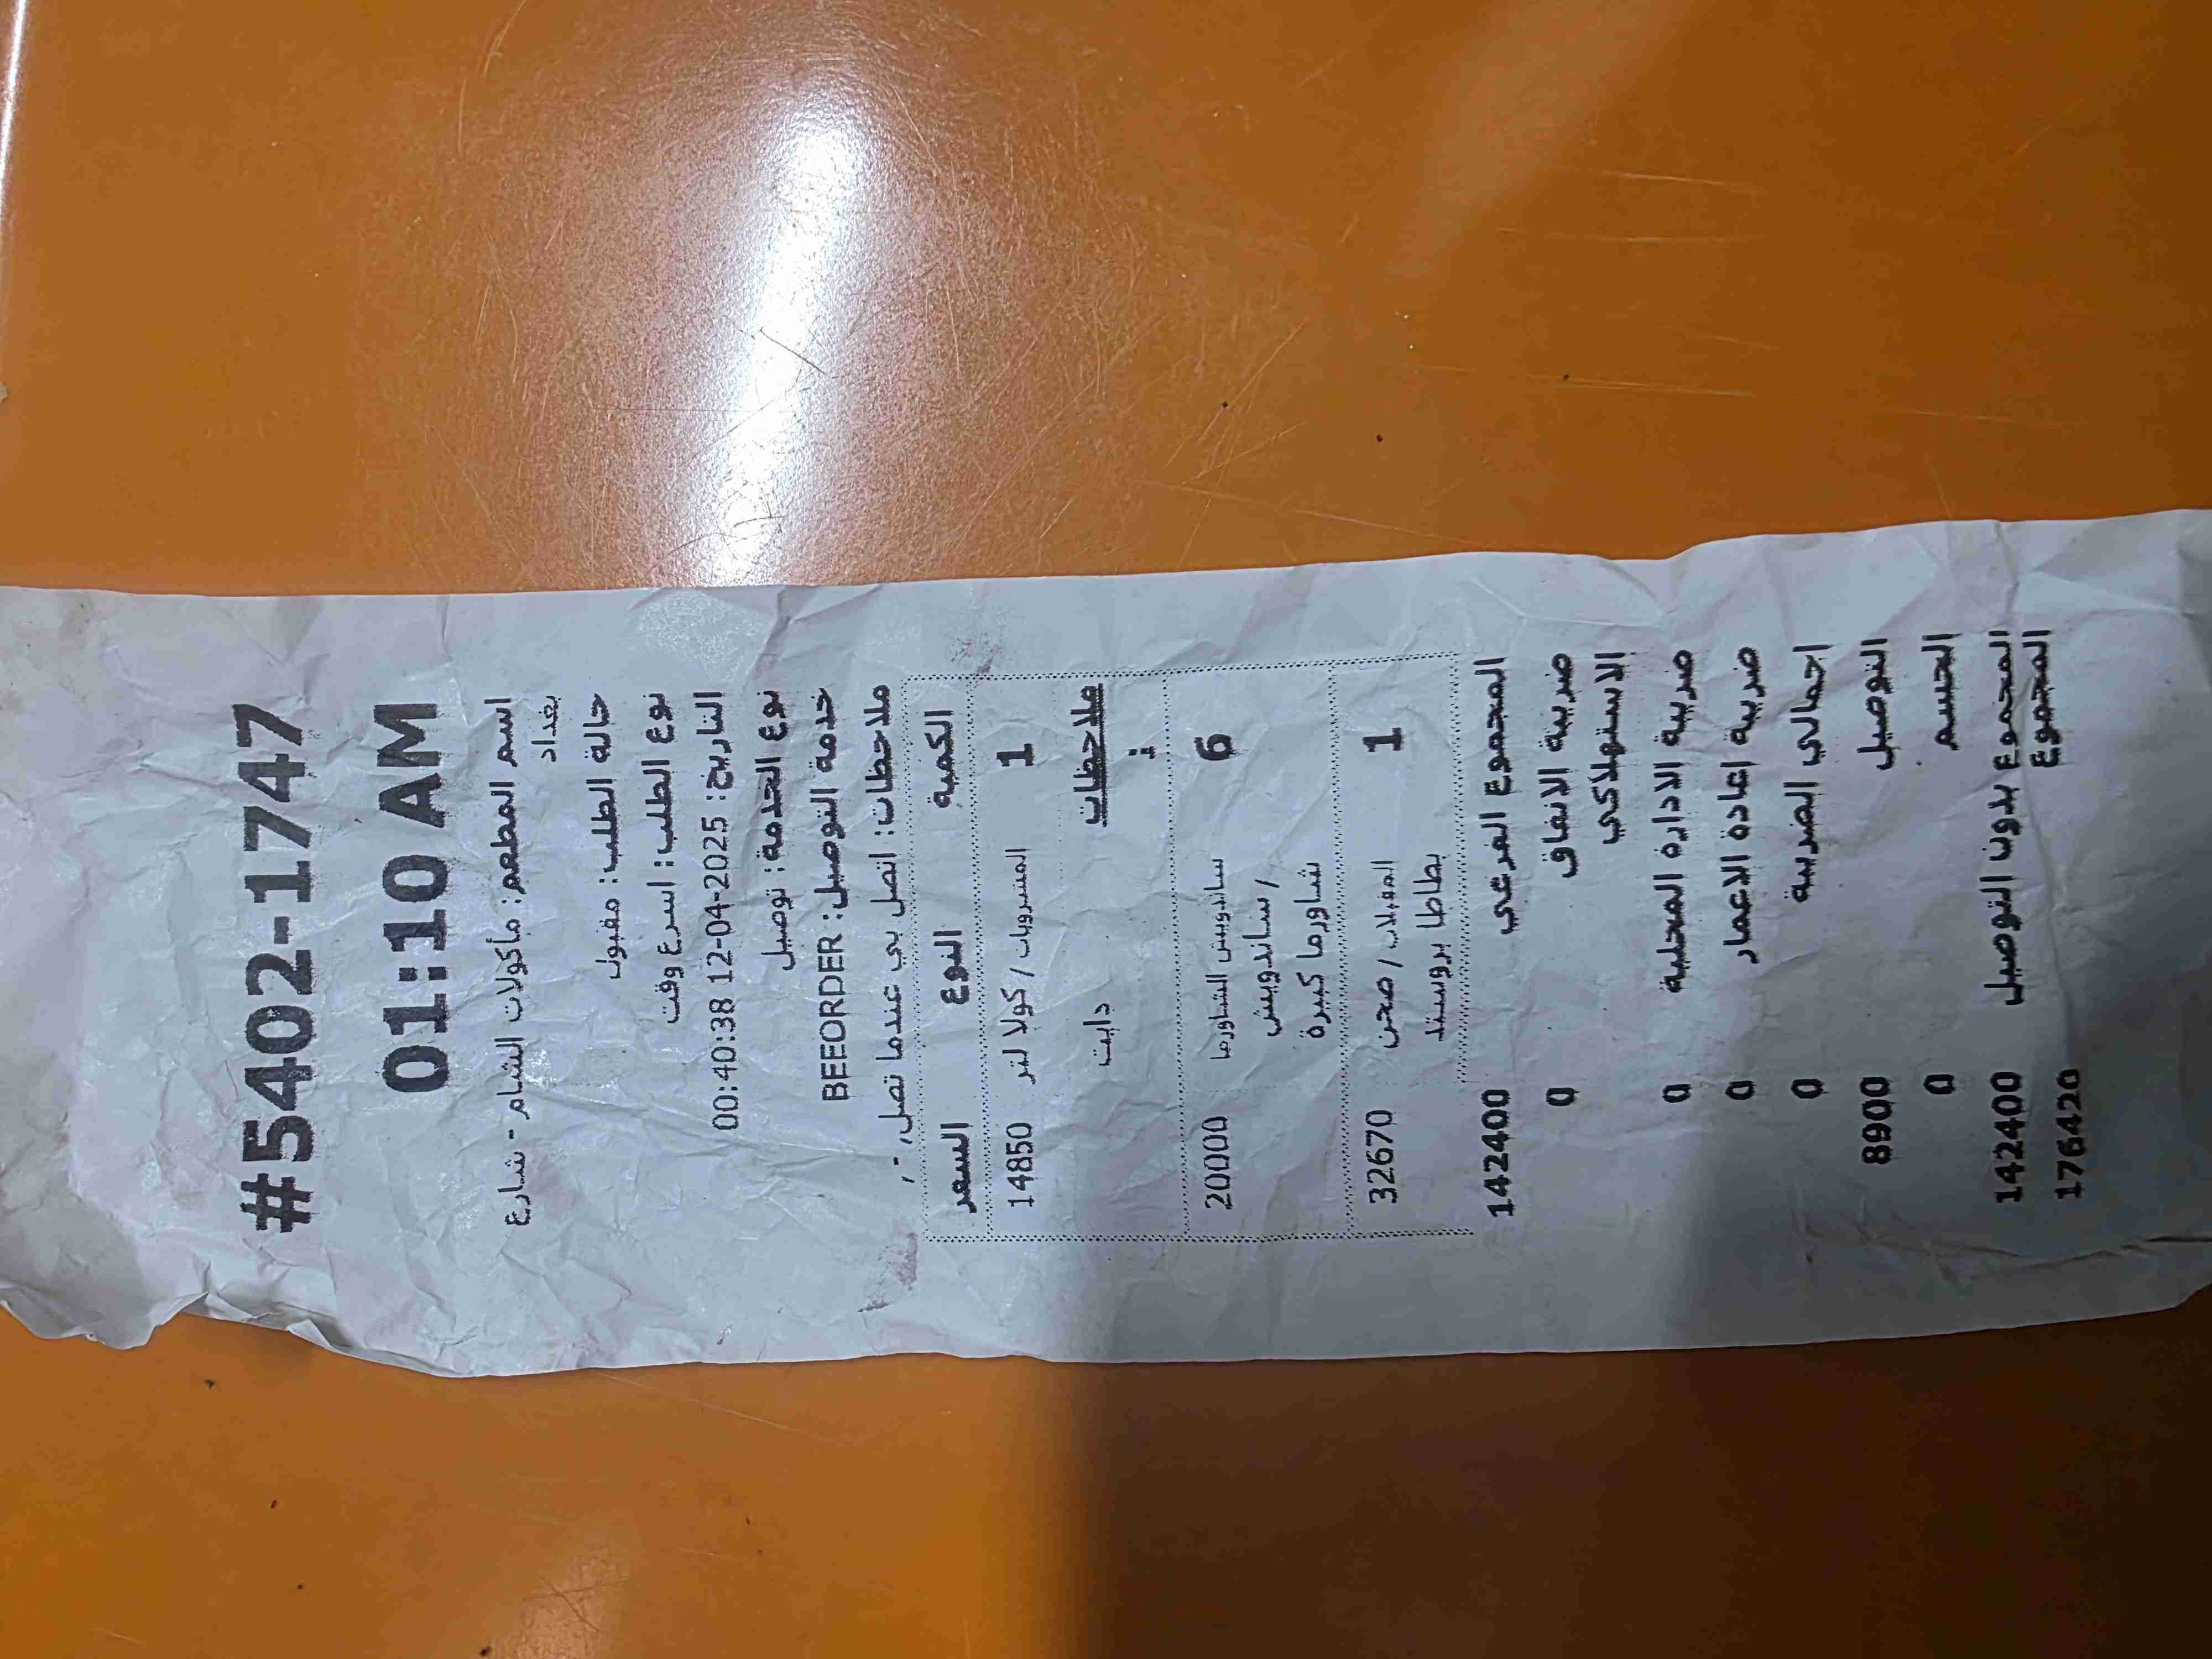 #5402-1747
01:10 AM
اسم المطعم: مأكولات الشام - شارع
بغداد
حالة الطلب: مقبول
نوع الطلب: اسرع وقت
التاريخ: 2025-04-12 00:40:38
نوع الخدمة: توصيل
خدمة التوصيل: BEEORDER
ملاحظات: اتصل بي عندما تصل, -,
الكمية النوع السعر
1 المشروبات / كولا لتر 14850
ملاحظات دايت
:
6 ساندويش الشاورما 20000
/ ساندويش
شاورما كبيرة
1 المقبلات / صحن 32670
بطاطا بروستد
المجموع الفرعي 142400
ضريبة الانفاق 0
الاستهلاكي
ضريبة الادارة المحلية 0
ضريبة اعادة الاعمار 0
اجمالي الضريبة 0
التوصيل 8900
الحسم 0
المجموع بدون التوصيل 142400
المجموع 176420